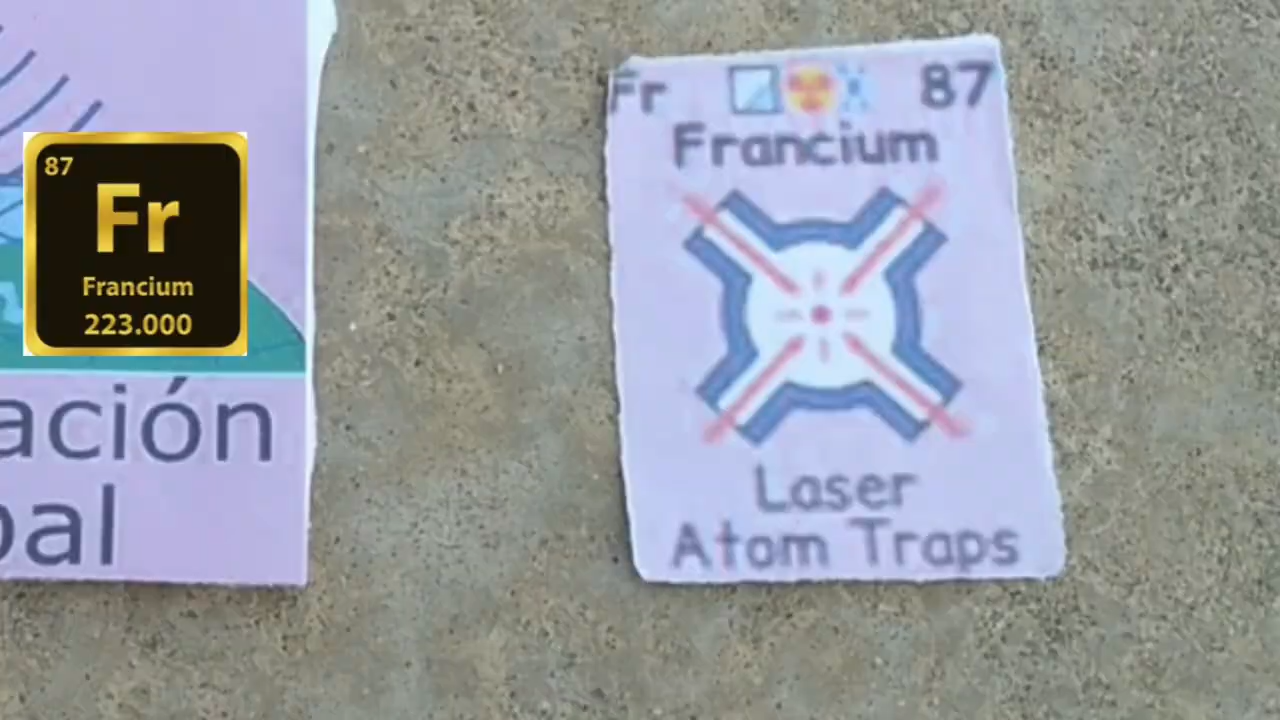 87
Fr
Francium
223.000
ación
bal
Fr 87
Francium
Laser
Atom Traps